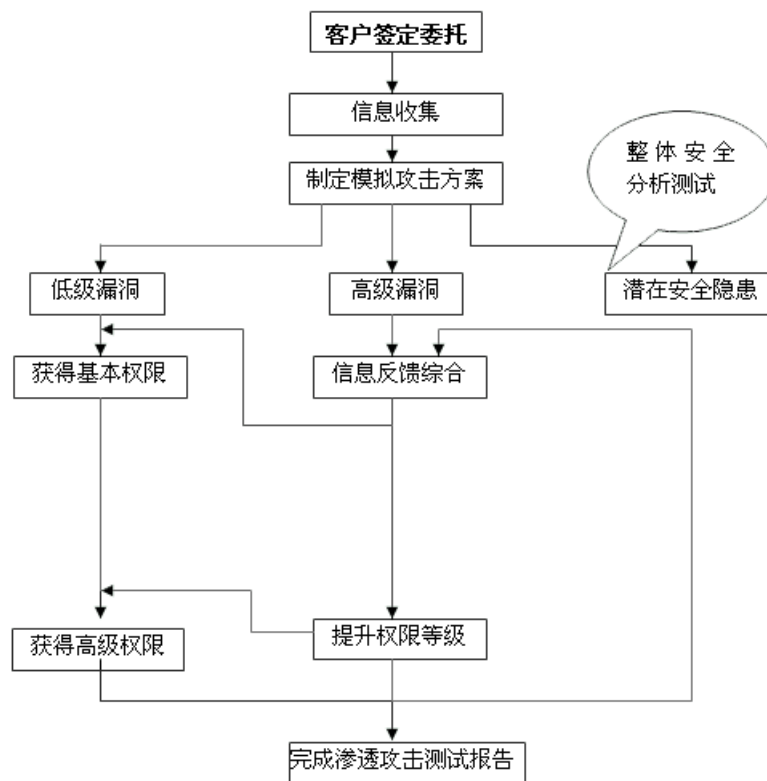 客户签定委托
信息收集
制定模拟攻击方案
整体安全
分析测试
低级漏洞
高级漏洞
潜在安全隐患
获得基本权限
信息反馈综合
获得高级权限
提升权限等级
完成渗透攻击测试报告